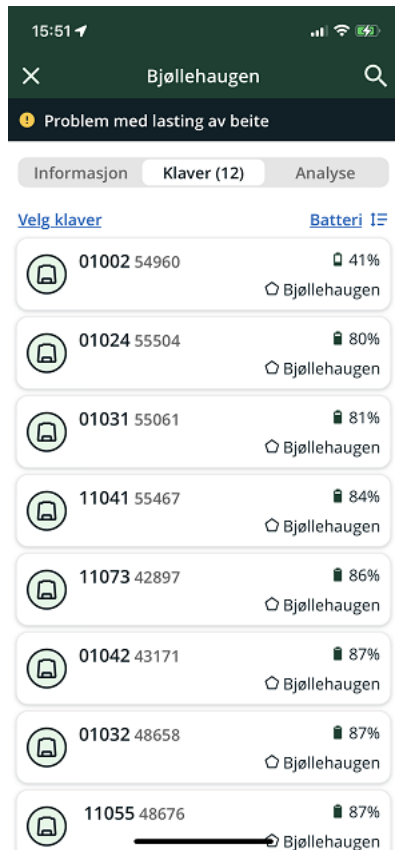 15:51
Bjøllehaugen
Problem med lasting av beite
Informasjon Klaver (12) Analyse
Velg klaver Batteri
01002 54960 41%
Bjøllehaugen
01024 55504 80%
Bjøllehaugen
01031 55061 81%
Bjøllehaugen
11041 55467 84%
Bjøllehaugen
11073 42897 86%
Bjøllehaugen
01042 43171 87%
Bjøllehaugen
01032 48658 87%
Bjøllehaugen
11055 48676 87%
Bjøllehaugen